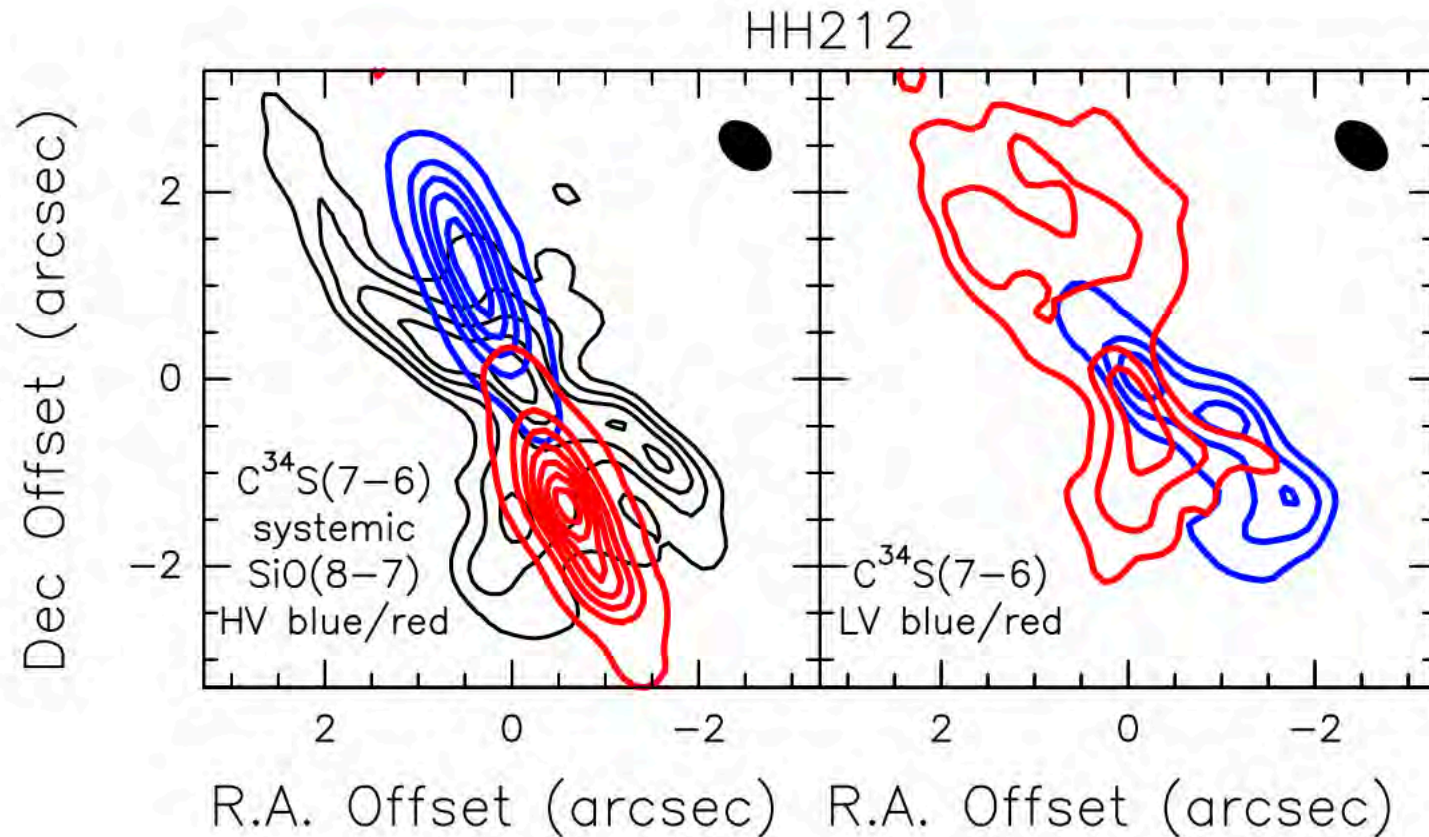 HH212
Dec Offset (arcsec)
2
0
−2
C³⁴S(7−6)
systemic
SiO(8−7)
HV blue/red
C³⁴S(7−6)
LV blue/red
2 0 −2
2 0 −2
R.A. Offset (arcsec)
R.A. Offset (arcsec)